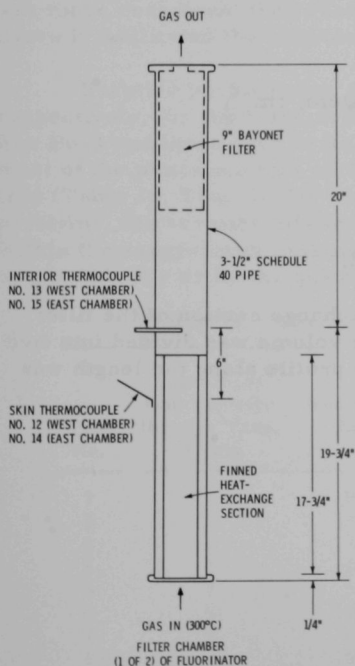 GAS OUT
9" BAYONET
FILTER
20"
3-1/2" SCHEDULE
40 PIPE
INTERIOR THERMOCOUPLE
NO. 13 (WEST CHAMBER)
NO. 15 (EAST CHAMBER)
6"
SKIN THERMOCOUPLE
NO. 12 (WEST CHAMBER)
NO. 14 (EAST CHAMBER)
19-3/4"
FINNED
HEAT-
EXCHANGE
SECTION
17-3/4"
1/4"
GAS IN (300°C)
FILTER CHAMBER
(1 OF 2) OF FLUORINATOR